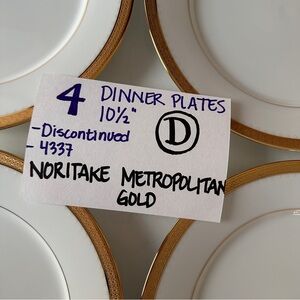 4 DINNER PLATES
10½"
-Discontinued
- 4337
D
NORITAKE METROPOLITAN
GOLD